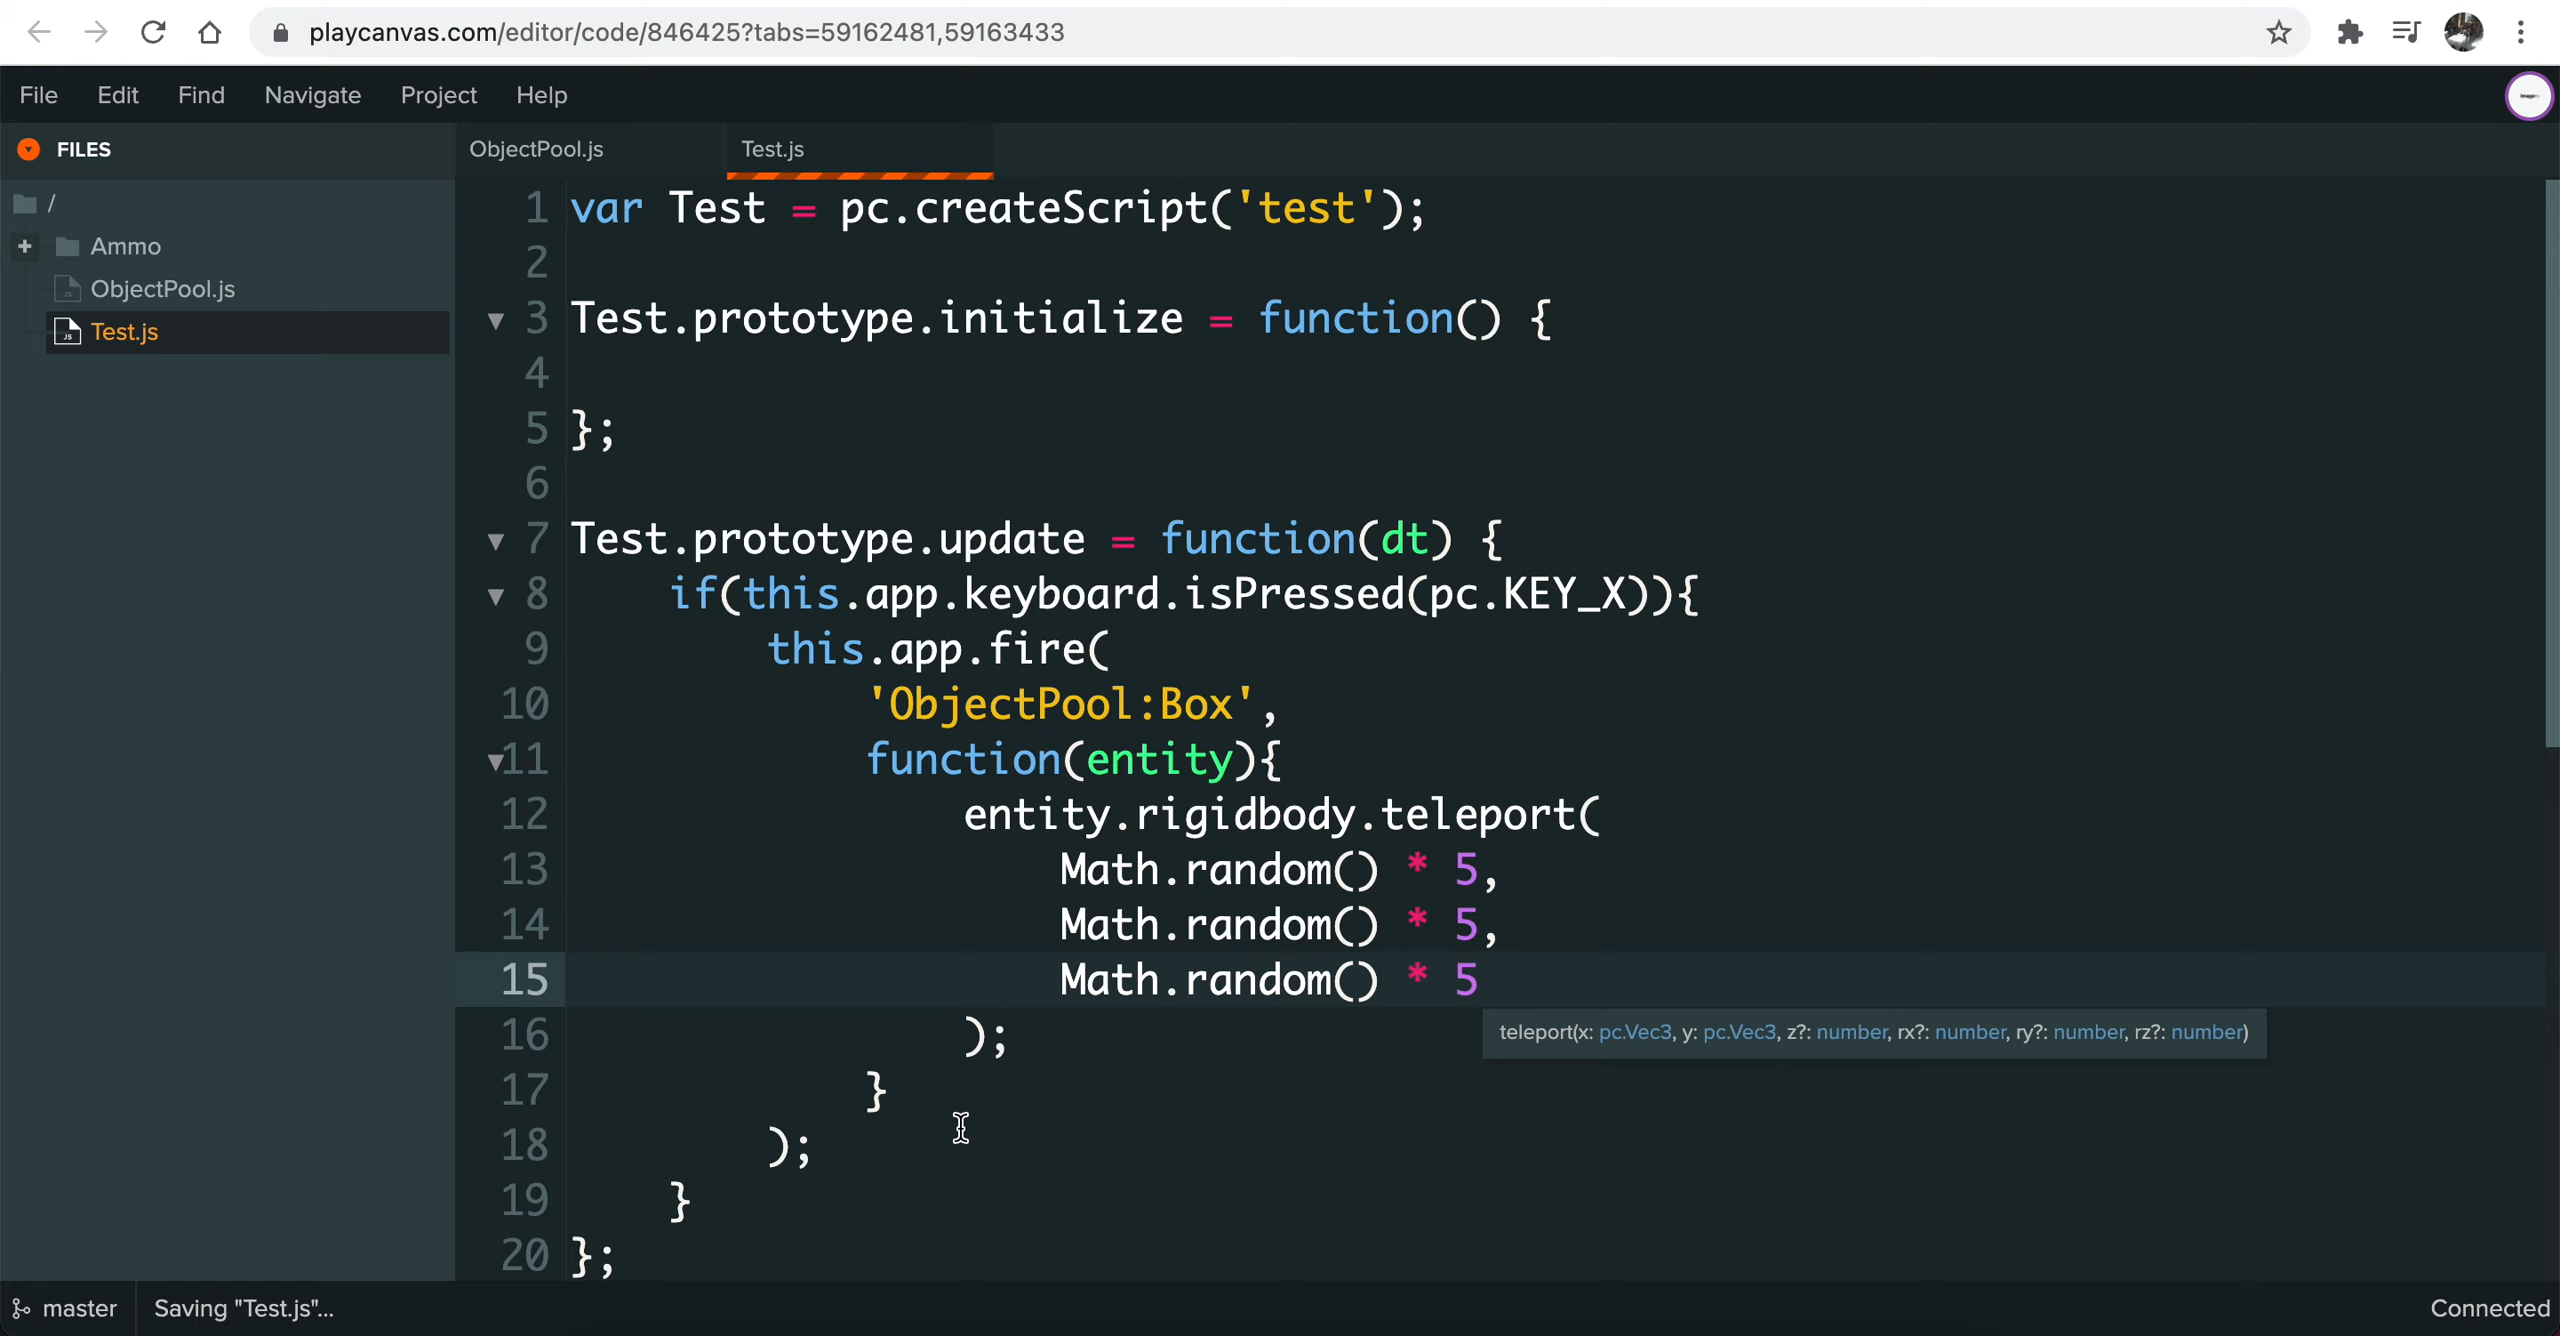 playcanvas.com/editor/code/846425?tabs=59162481,59163433
File Edit Find Navigate Project Help
FILES
ObjectPool.js
Test.js
/
Ammo
ObjectPool.js
Test.js
1 var Test = pc.createScript('test');
2
3 Test.prototype.initialize = function() {
4
5 };
6
7 Test.prototype.update = function(dt) {
8 if(this.app.keyboard.isPressed(pc.KEY_X)){
9 this.app.fire(
10 'ObjectPool:Box',
11 function(entity){
12 entity.rigidbody.teleport(
13 Math.random() * 5,
14 Math.random() * 5,
15 Math.random() * 5
16 );
teleport(x: pc.Vec3, y: pc.Vec3, z?: number, rx?: number, ry?: number, rz?: number)
17 }
18 );
19 }
20 };
master
Saving "Test.js"...
Connected